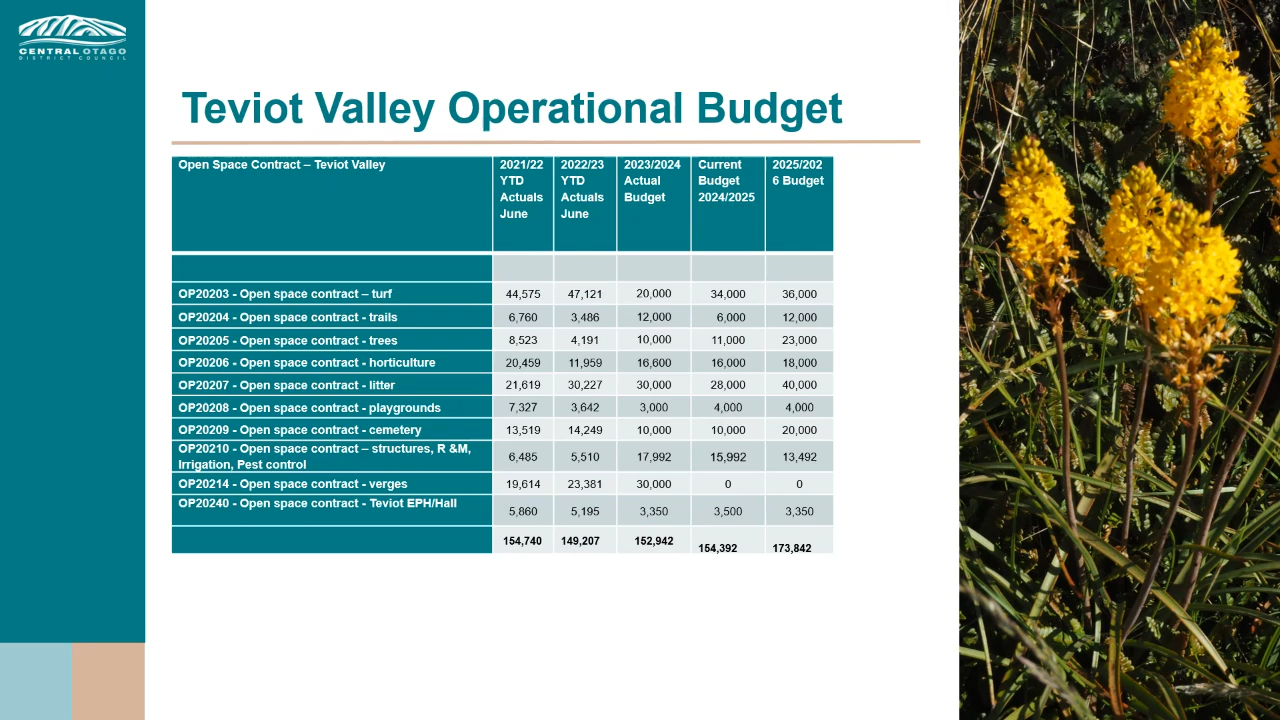 CENTRAL OTAGO
DISTRICT COUNCIL
Teviot Valley Operational Budget
Open Space Contract – Teviot Valley
2021/22
YTD
Actuals
June
2022/23
YTD
Actuals
June
2023/2024
Actual
Budget
Current
Budget
2024/2025
2025/202
6 Budget
OP20203 - Open space contract – turf 44,575 47,121 20,000 34,000 36,000
OP20204 - Open space contract - trails 6,760 3,486 12,000 6,000 12,000
OP20205 - Open space contract - trees 8,523 4,191 10,000 11,000 23,000
OP20206 - Open space contract - horticulture 20,459 11,959 16,600 16,000 18,000
OP20207 - Open space contract - litter 21,619 30,227 30,000 28,000 40,000
OP20208 - Open space contract - playgrounds 7,327 3,642 3,000 4,000 4,000
OP20209 - Open space contract - cemetery 13,519 14,249 10,000 10,000 20,000
OP20210 - Open space contract – structures, R &M,
Irrigation, Pest control 6,485 5,510 17,992 15,992 13,492
OP20214 - Open space contract - verges 19,614 23,381 30,000 0 0
OP20240 - Open space contract - Teviot EPH/Hall 5,860 5,195 3,350 3,500 3,350
154,740 149,207 152,942 154,392 173,842